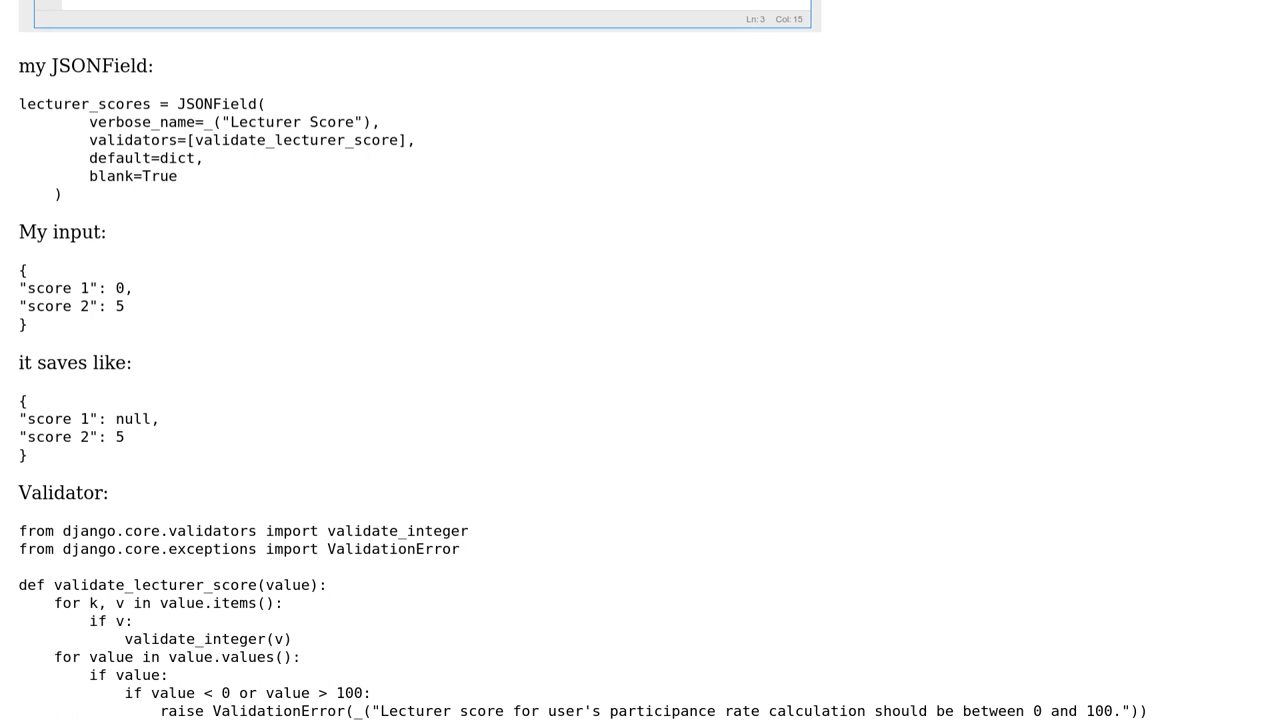 Ln: 3 Col: 15
my JSONField:
lecturer_scores = JSONField(
        verbose_name=_("Lecturer Score"),
        validators=[validate_lecturer_score],
        default=dict,
        blank=True
    )
My input:
{
"score 1": 0,
"score 2": 5
}
it saves like:
{
"score 1": null,
"score 2": 5
}
Validator:
from django.core.validators import validate_integer
from django.core.exceptions import ValidationError
def validate_lecturer_score(value):
    for k, v in value.items():
        if v:
            validate_integer(v)
    for value in value.values():
        if value:
            if value < 0 or value > 100:
                raise ValidationError(_("Lecturer score for user's participance rate calculation should be between 0 and 100."))